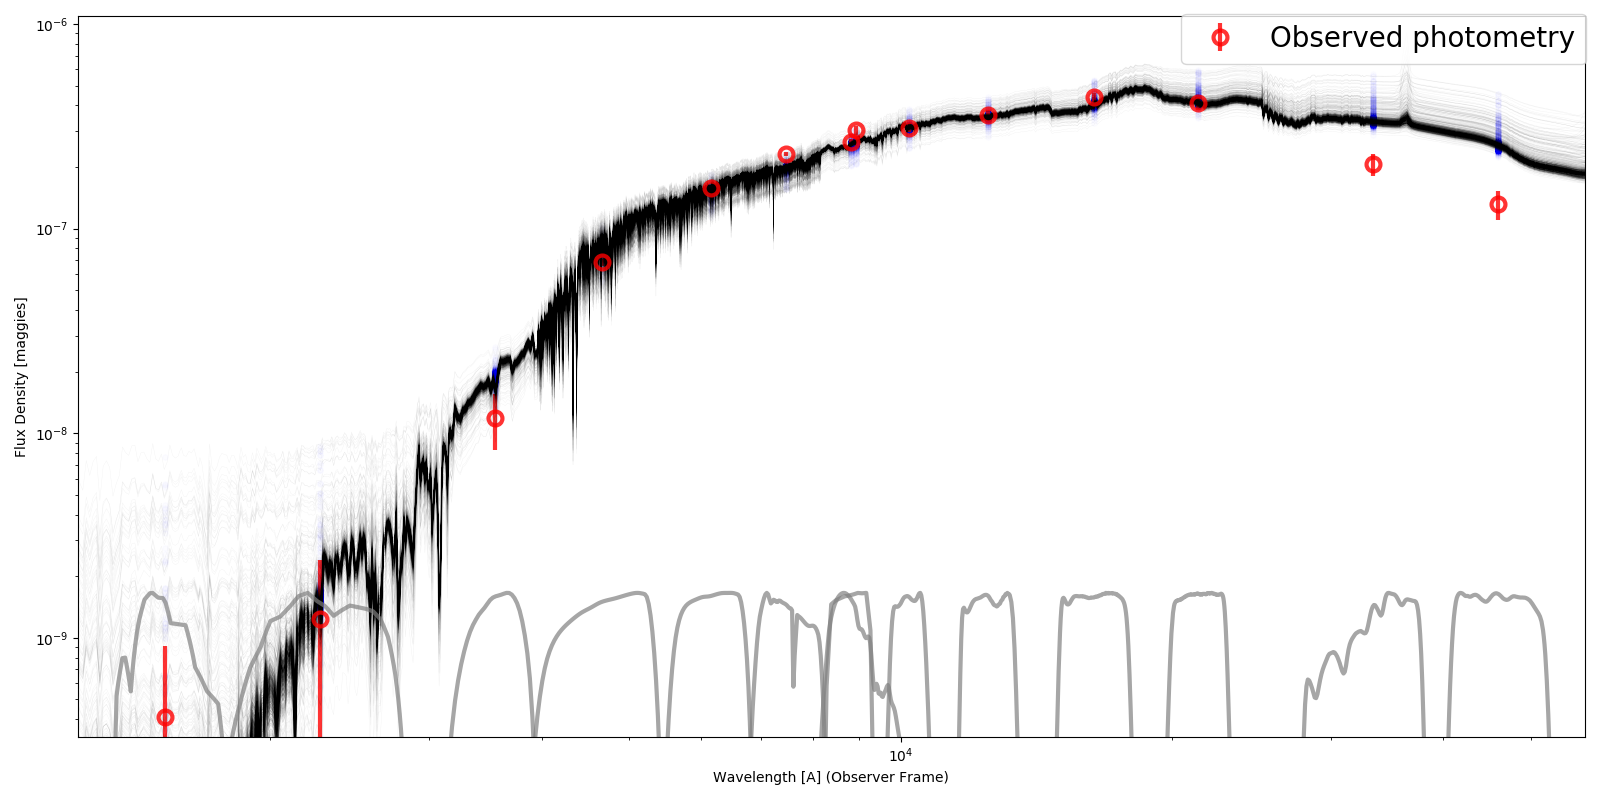 Observed photometry
10⁻⁶
10⁻⁷
10⁻⁸
10⁻⁹
Flux Density [maggies]
10⁴
Wavelength [A] (Observer Frame)